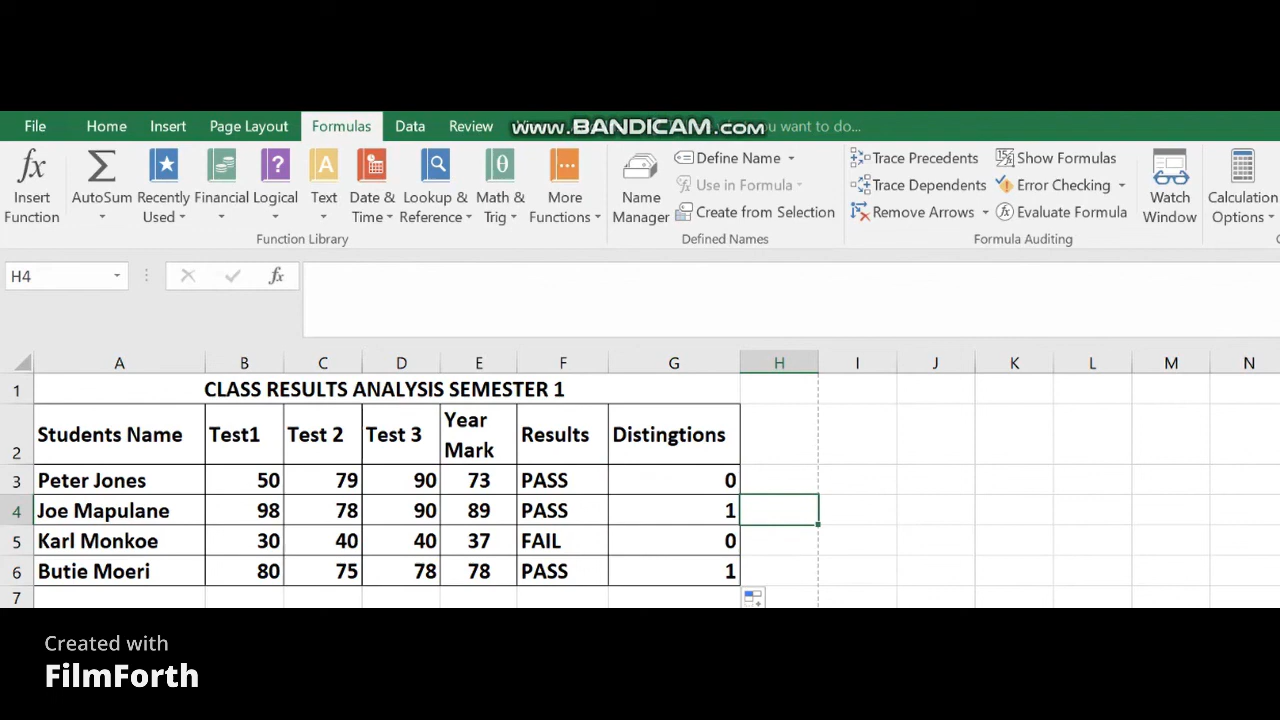 File Home Insert Page Layout Formulas Data Review www.BANDICAM.com you want to do...
Insert Function
AutoSum
Recently Used
Financial
Logical
Text
Date & Time
Lookup & Reference
Math & Trig
More Functions
Function Library
Name Manager
Define Name
Use in Formula
Create from Selection
Defined Names
Trace Precedents
Trace Dependents
Remove Arrows
Show Formulas
Error Checking
Evaluate Formula
Formula Auditing
Watch Window
Calculation Options
H4 fx
A B C D E F G H I J K L M N
1 CLASS RESULTS ANALYSIS SEMESTER 1
2 Students Name Test1 Test 2 Test 3 Year Mark Results Distingtions
3 Peter Jones 50 79 90 73 PASS 0
4 Joe Mapulane 98 78 90 89 PASS 1
5 Karl Monkoe 30 40 40 37 FAIL 0
6 Butie Moeri 80 75 78 78 PASS 1
7
Created with
FilmForth